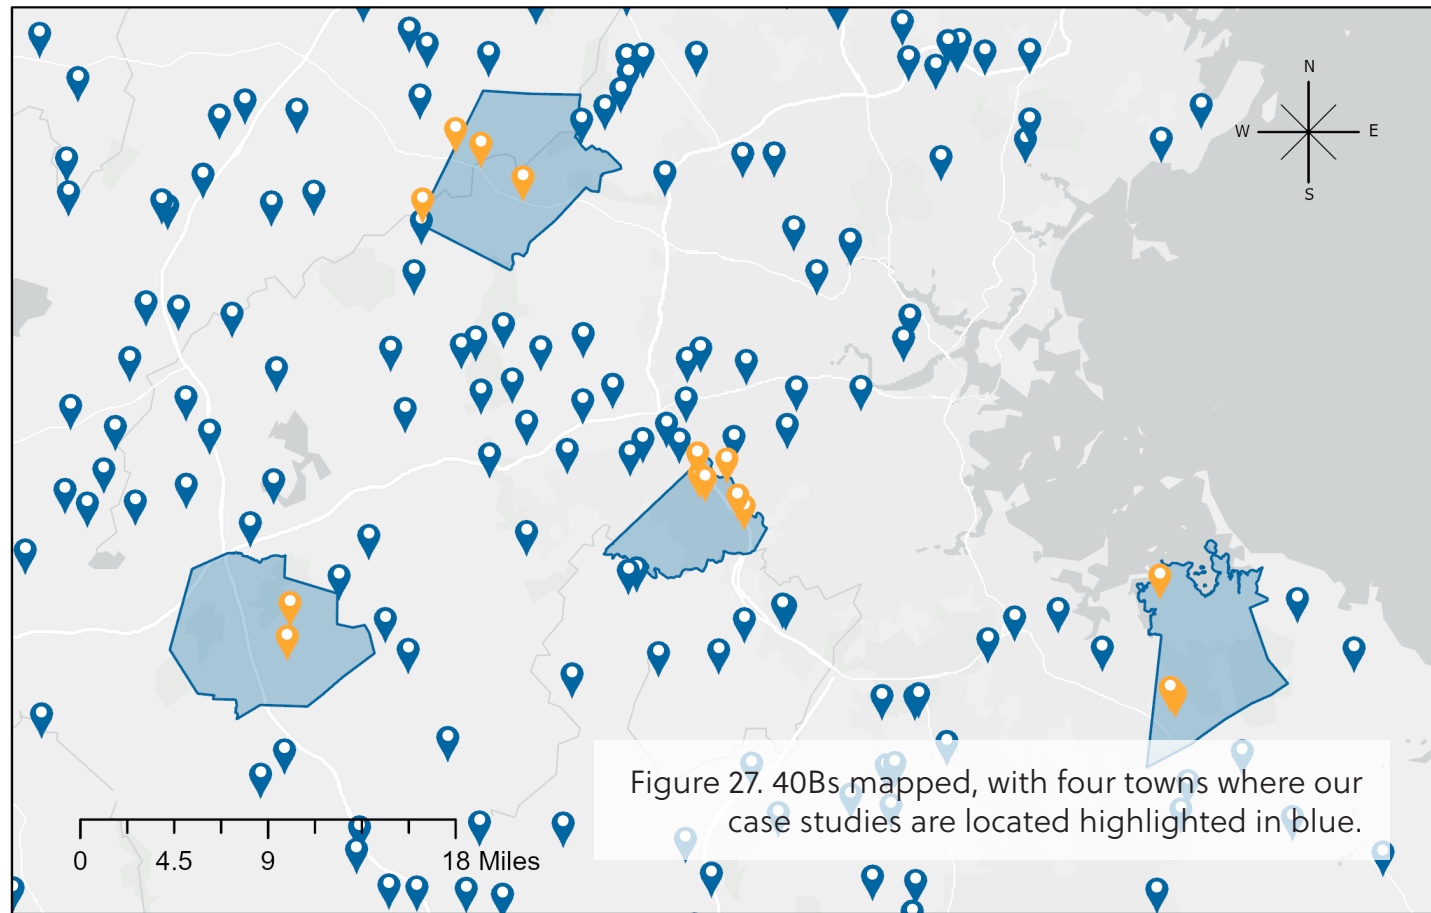 N
W E
S
Figure 27. 40Bs mapped, with four towns where our
case studies are located highlighted in blue.
0 4.5 9 18 Miles